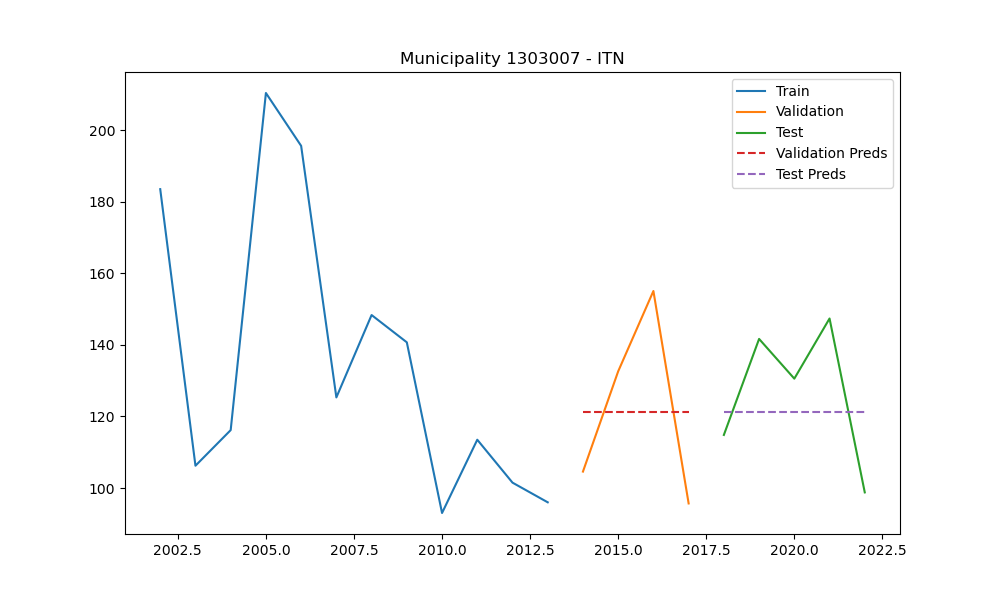 Municipality 1303007 - ITN
Train
Validation
Test
Validation Preds
Test Preds
200
180
160
140
120
100
2002.5 2005.0 2007.5 2010.0 2012.5 2015.0 2017.5 2020.0 2022.5